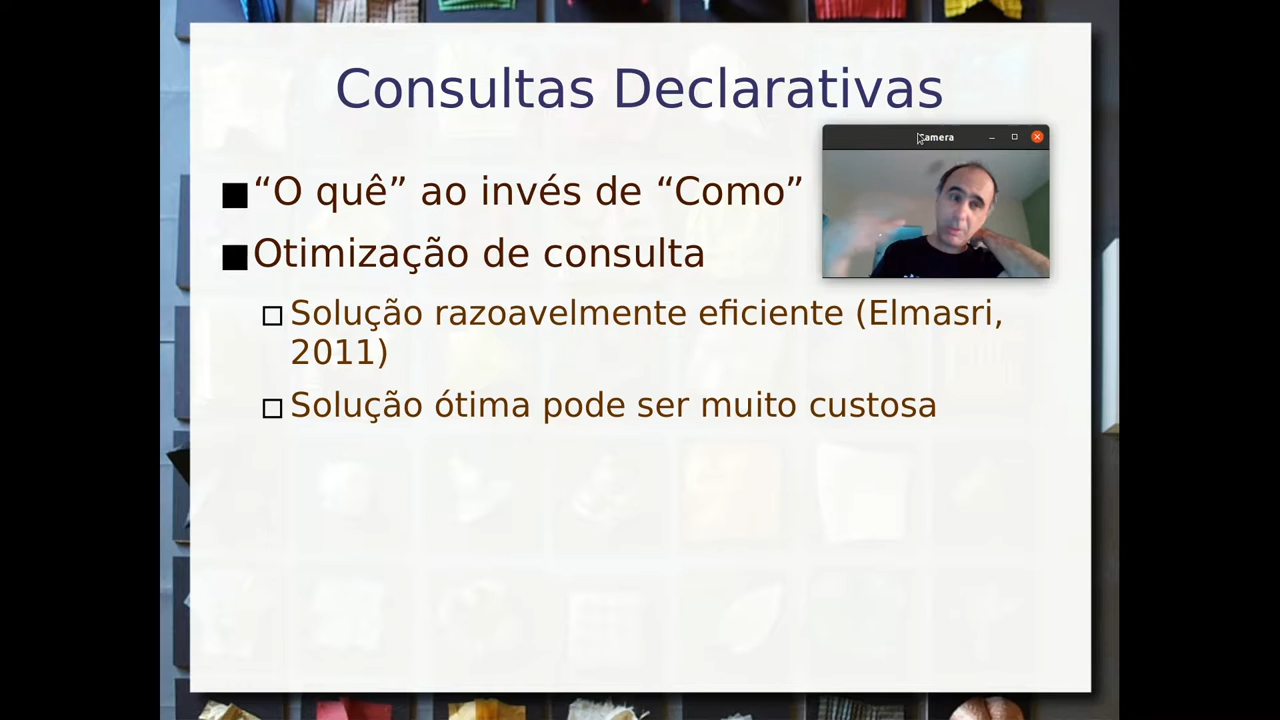 Consultas Declarativas
Camera
“O quê” ao invés de “Como”
Otimização de consulta
Solução razoavelmente eficiente (Elmasri,
2011)
Solução ótima pode ser muito custosa